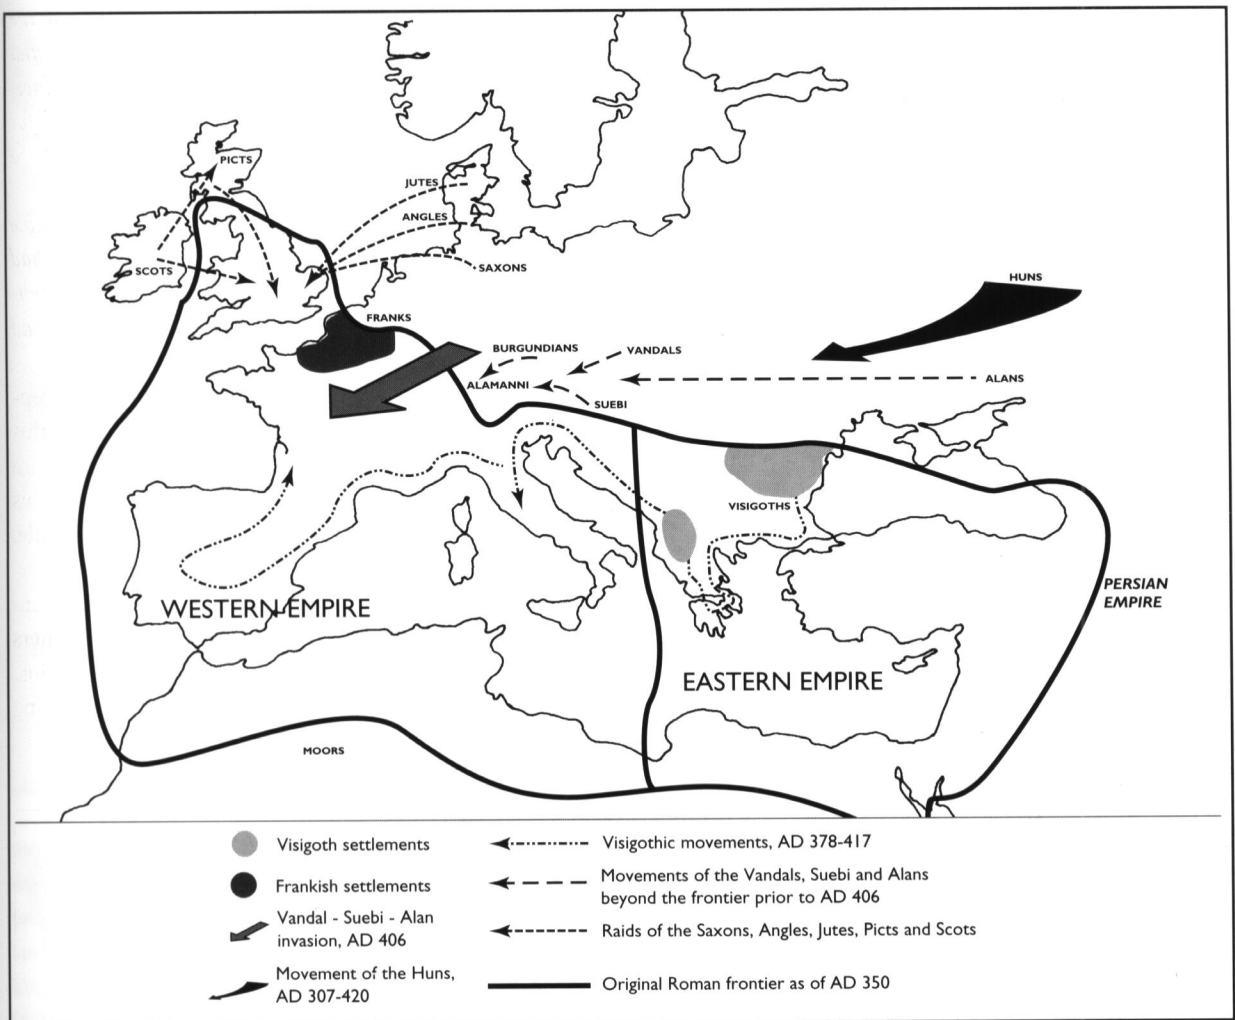 PICTS
JUTES
ANGLES
SCOTS
SAXONS
HUNS
FRANKS
BURGUNDIANS
VANDALS
ALAMANNI
ALANS
SUEBI
VISIGOTHS
PERSIAN
EMPIRE
WESTERN EMPIRE
EASTERN EMPIRE
MOORS
Visigoth settlements
Frankish settlements
Vandal - Suebi - Alan
invasion, AD 406
Movement of the Huns,
AD 307-420
Visigothic movements, AD 378-417
Movements of the Vandals, Suebi and Alans
beyond the frontier prior to AD 406
Raids of the Saxons, Angles, Jutes, Picts and Scots
Original Roman frontier as of AD 350